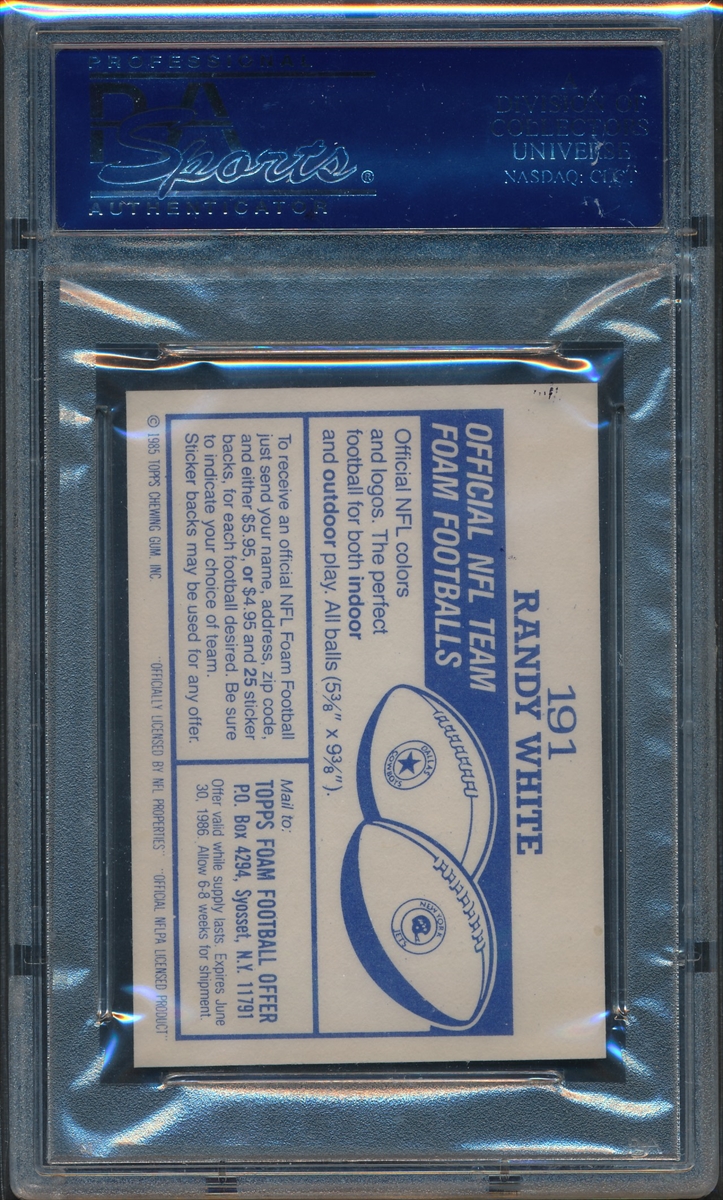 PROFESSIONAL
PSA
Sports®
AUTHENTICATOR
DIVISION OF
COLLECTORS
UNIVERSE
NASDAQ: CLCT
191
RANDY WHITE
OFFICIAL NFL TEAM
FOAM FOOTBALLS
Official NFL colors
and logos. The perfect
football for both indoor
and outdoor play. All balls (5⅜" x 9⅜").
DALLAS
COWBOYS
NEW YORK
JETS
To receive an official NFL Foam Football
just send your name, address, zip code,
and either $5.95, or $4.95 and 25 sticker
backs, for each football desired. Be sure
to indicate your choice of team.
Sticker backs may be used for any offer.
Mail to:
TOPPS FOAM FOOTBALL OFFER
P.O. Box 4294, Syosset, N.Y. 11791
Offer valid while supply lasts. Expires June
30, 1986. Allow 6-8 weeks for shipment.
© 1985 TOPPS CHEWING GUM, INC. "OFFICIALLY LICENSED BY NFL PROPERTIES" "OFFICIAL NFLPA LICENSED PRODUCT"